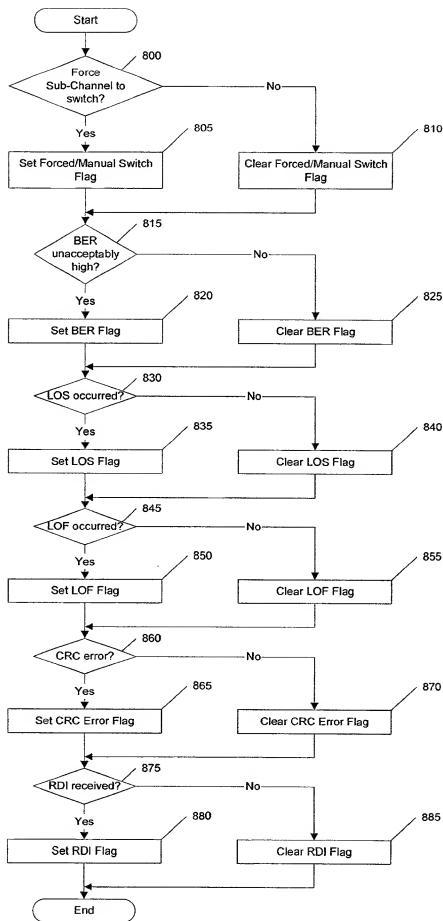 Start
800
Force
Sub-Channel to
switch?
No
Yes
805
810
Set Forced/Manual Switch
Flag
Clear Forced/Manual Switch
Flag
815
BER
unacceptably
high?
No
Yes
820
825
Set BER Flag
Clear BER Flag
830
LOS occurred?
No
Yes
835
840
Set LOS Flag
Clear LOS Flag
845
LOF occurred?
No
Yes
850
855
Set LOF Flag
Clear LOF Flag
860
CRC error?
No
Yes
865
870
Set CRC Error Flag
Clear CRC Error Flag
875
RDI received?
No
Yes
880
885
Set RDI Flag
Clear RDI Flag
End